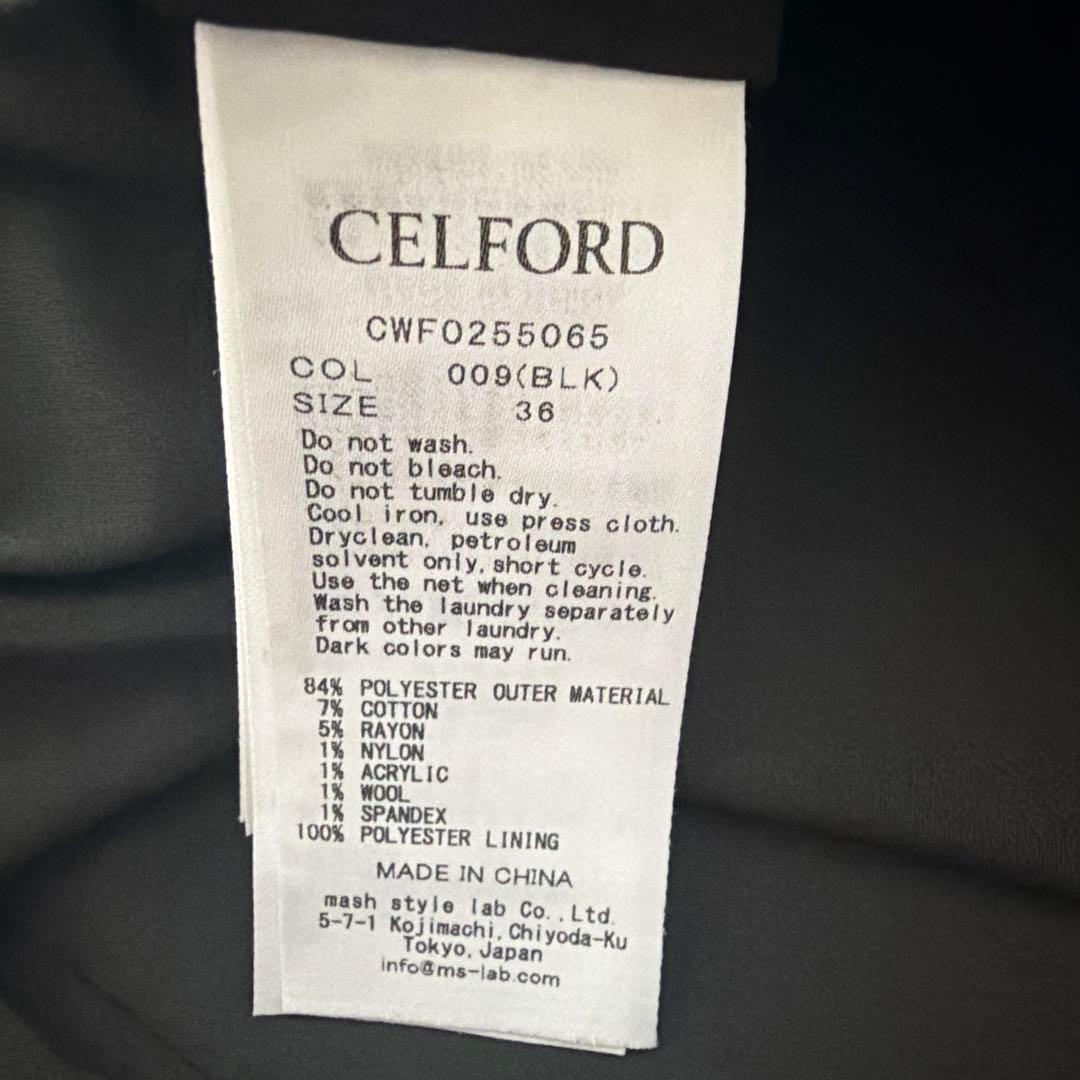 CELFORD
CWF0255065
COL 009(BLK)
SIZE 36
Do not wash.
Do not bleach.
Do not tumble dry.
Cool iron, use press cloth.
Dryclean, petroleum
solvent only, short cycle.
Use the net when cleaning.
Wash the laundry separately
from other laundry.
Dark colors may run.
84% POLYESTER OUTER MATERIAL
7% COTTON
5% RAYON
1% NYLON
1% ACRYLIC
1% WOOL
1% SPANDEX
100% POLYESTER LINING
MADE IN CHINA
mash style lab Co., Ltd.
5-7-1 Kojimachi, Chiyoda-Ku
Tokyo, Japan
info@ms-lab.com